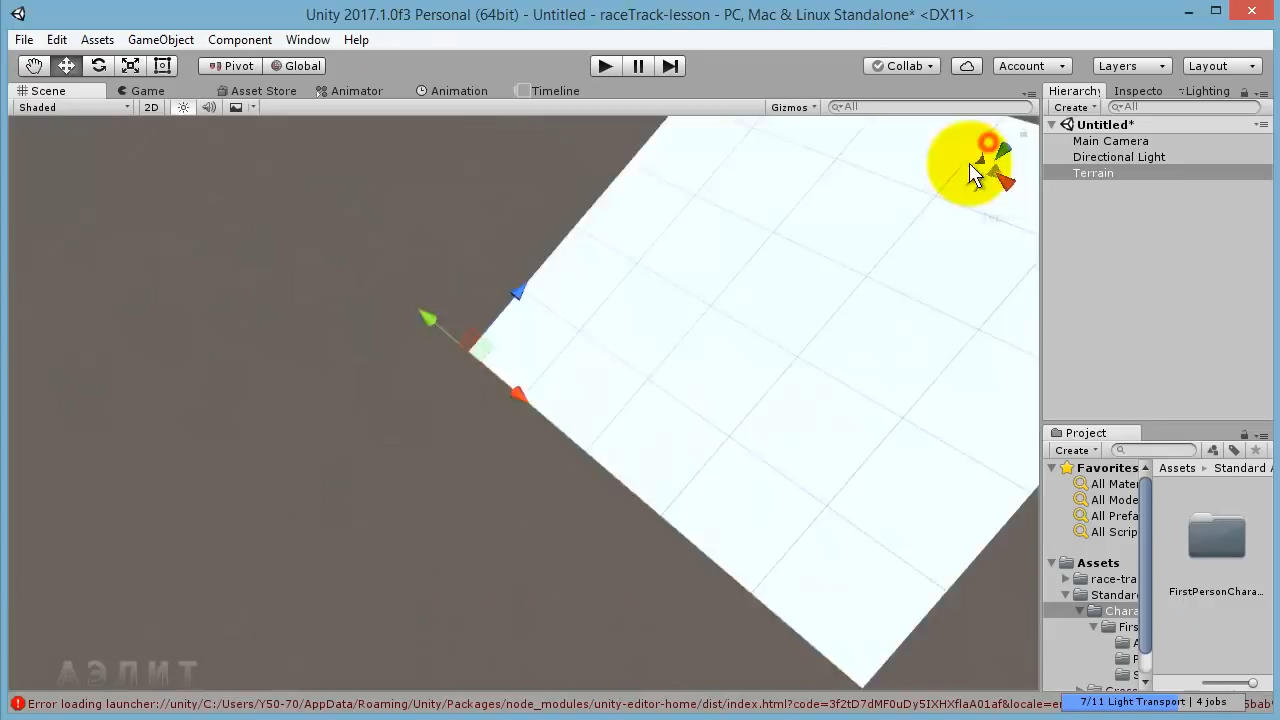 Unity 2017.1.0f3 Personal (64bit) - Untitled - raceTrack-lesson - PC, Mac & Linux Standalone* <DX11>
File Edit Assets GameObject Component Window Help
Pivot Global Collab Account Layers Layout
Scene Game Asset Store Animator Animation Timeline Hierarchy Inspecto Lighting
Shaded 2D Gizmos All Create All
Untitled*
Main Camera
Directional Light
Terrain
Project
Create
Favorites Assets Standard A
All Mater
All Mode
All Prefa
All Scrip
Assets
race-tra
FirstPersonChara...
Standar
Chara
Firs
АЭЛИТ
Error loading launcher://unity/C:/Users/Y50-70/AppData/Roaming/Unity/Packages/node_modules/unity-editor-home/dist/index.html?code=3f2tD7dMF0uDy5IXHXflaA01af&locale=e
7/11 Light Transport | 4 jobs